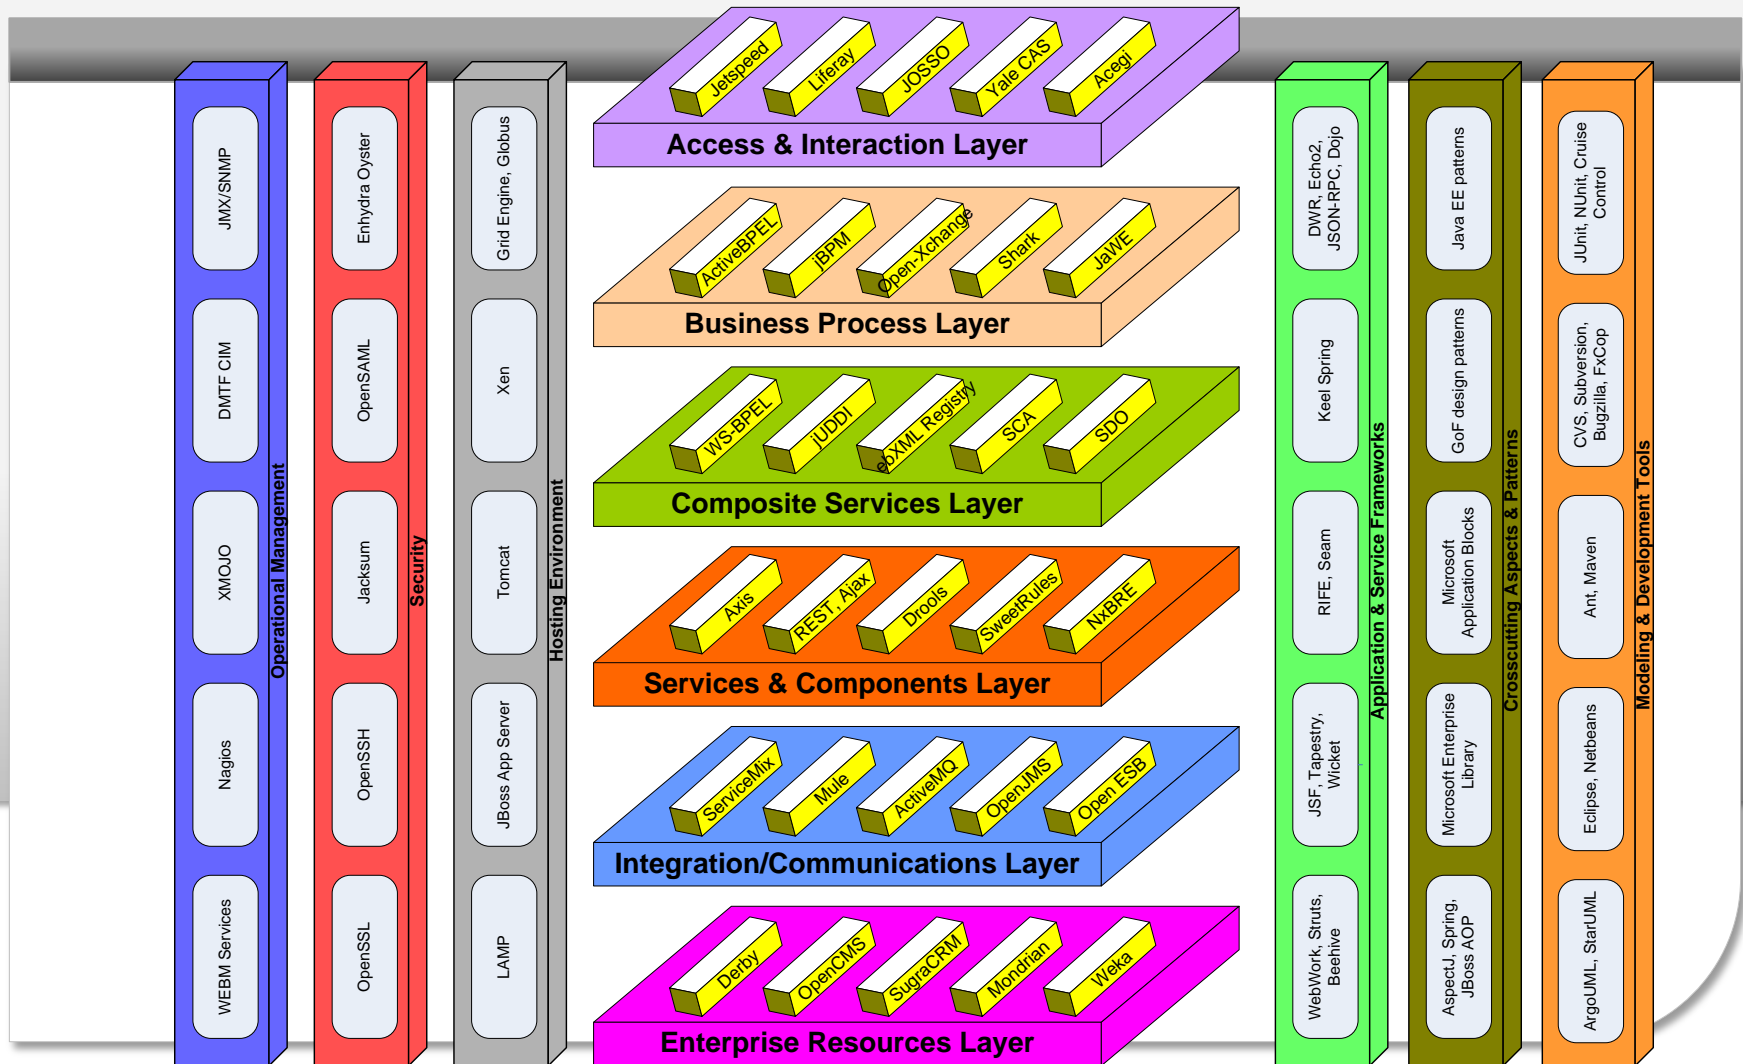 JMX/SNMP
DMTF CIM
XMOJO
Nagios
WEBM Services
Operational Management
Enhydra Oyster
OpenSAML
Jacksum
OpenSSH
OpenSSL
Security
Grid Engine, Globus
Xen
Tomcat
JBoss App Server
LAMP
Hosting Environment
Jetspeed
Liferay
JOSSO
Yale CAS
Acegi
Access & Interaction Layer
ActiveBPEL
jBPM
Open-Xchange
Shark
JaWE
Business Process Layer
WS-BPEL
jUDDI
ebXML Registry
SCA
SDO
Composite Services Layer
Axis
REST, Ajax
Drools
SweetRules
NxBRE
Services & Components Layer
ServiceMix
Mule
ActiveMQ
OpenJMS
Open ESB
Integration/Communications Layer
Derby
OpenCMS
SugraCRM
Mondrian
Weka
Enterprise Resources Layer
DWR, Echo2,
JSON-RPC, Dojo
Keel Spring
RIFE, Seam
JSF, Tapestry,
Wicket
WebWork, Struts,
Beehive
Application & Service Frameworks
Java EE patterns
GoF design patterns
Microsoft
Application Blocks
Microsoft Enterprise
Library
AspectJ, Spring,
JBoss AOP
Crosscutting Aspects & Patterns
JUnit, NUnit, Cruise
Control
CVS, Subversion,
Bugzilla, FxCop
Ant, Maven
Eclipse, Netbeans
ArgoUML, StarUML
Modeling & Development Tools